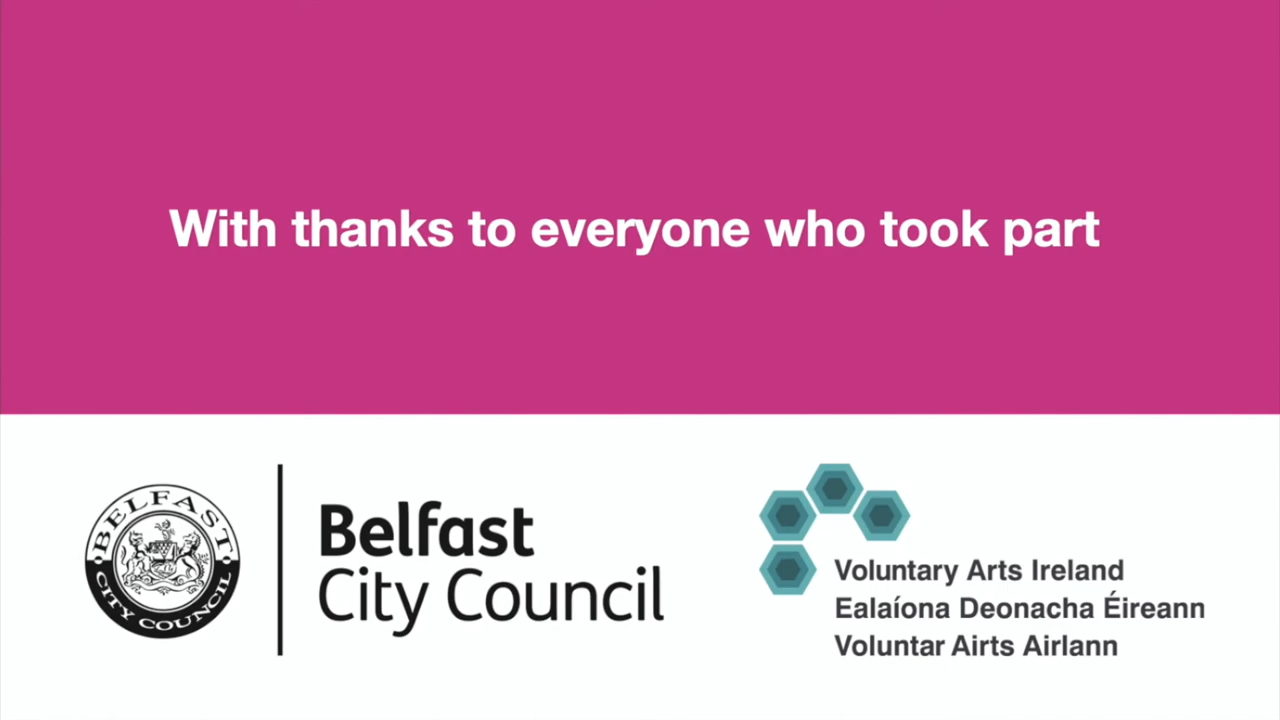 With thanks to everyone who took part
BELFAST
CITY COUNCIL
Belfast
City Council
Voluntary Arts Ireland
Ealaíona Deonacha Éireann
Voluntar Airts Airlann